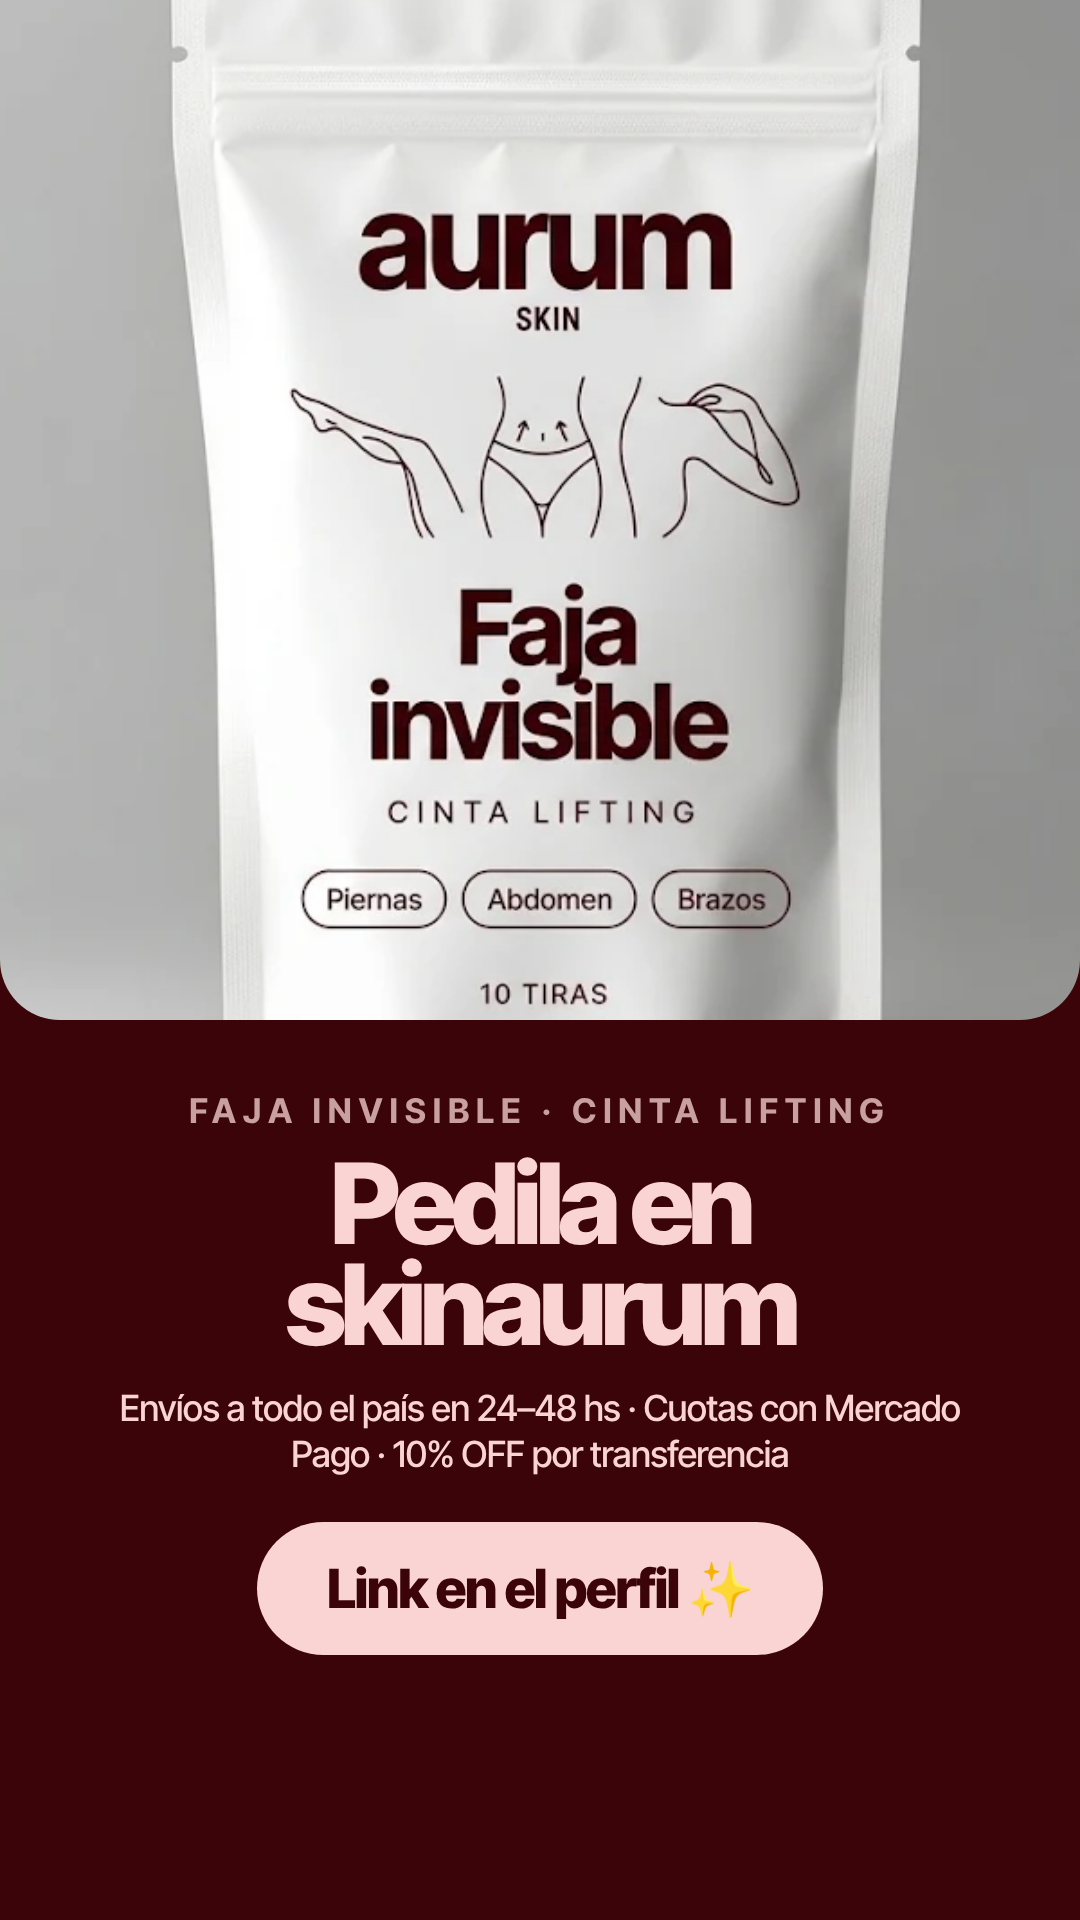 aurum
SKIN
Faja
invisible
CINTA LIFTING
Piernas Abdomen Brazos
10 TIRAS
FAJA INVISIBLE · CINTA LIFTING
Pedila en
skinaurum
Envíos a todo el país en 24–48 hs · Cuotas con Mercado
Pago · 10% OFF por transferencia
Link en el perfil ✨